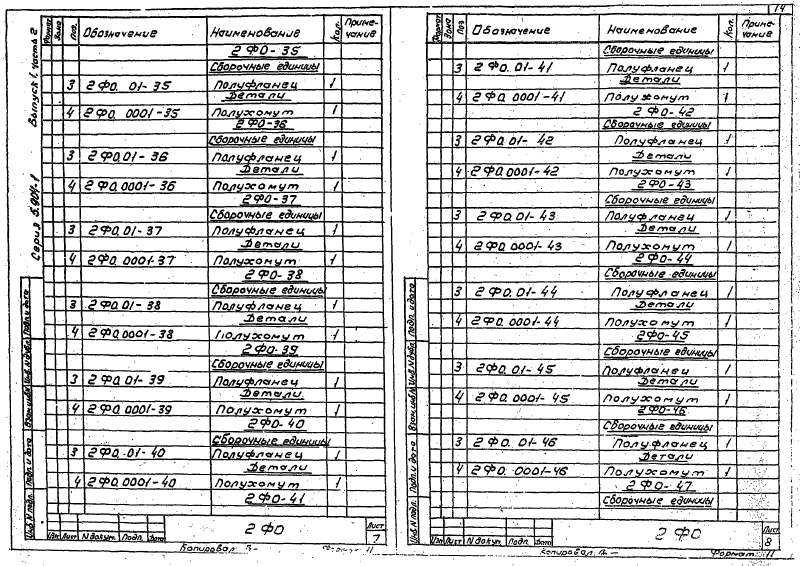 14
Серия 5.904-1 Выпуск 1. Часть 2
Формат Зона Поз. Обозначение Наименование Кол. Примечание
2ФО-35
Сборочные единицы
3 2ФО. 01-35 Полуфланец 1
Детали
4 2ФО. 0001-35 Полухомут 1
2ФО-36
Сборочные единицы
3 2ФО.01-36 Полуфланец 1
Детали
4 2ФО.0001-36 Полухомут 1
2ФО-37
Сборочные единицы
3 2ФО.01-37 Полуфланец 1
Детали
4 2ФО. 0001-37 Полухомут 1
2ФО-38
Сборочные единицы
3 2ФО.01-38 Полуфланец 1
Детали
4 2ФО.0001-38 Полухомут 1
2ФО-39
Сборочные единицы
3 2ФО.01-39 Полуфланец 1
Детали
4 2ФО. 0001-39 Полухомут 1
2ФО-40
Сборочные единицы
3 2ФО.01-40 Полуфланец 1
Детали
4 2ФО.0001-40 Полухомут 1
2ФО-41
Инв.N подл. Подп. и дата Взам.инв.N Инв.N дубл. Подп. и дата
Изм Лист N докум. Подп. Дата
2ФО
Лист
7
Копировал:
Формат 11
Формат Зона Поз. Обозначение Наименование Кол. Примечание
Сборочные единицы
3 2ФО. 01-41 Полуфланец 1
Детали
4 2ФО. 0001-41 Полухомут 1
2ФО-42
Сборочные единицы
3 2ФО.01-42 Полуфланец 1
Детали
4 2ФО.0001-42 Полухомут 1
2ФО-43
Сборочные единицы
3 2ФО.01-43 Полуфланец 1
Детали
4 2ФО. 0001-43 Полухомут 1
2ФО-44
Сборочные единицы
3 2ФО.01-44 Полуфланец 1
Детали
4 2ФО.0001-44 Полухомут 1
2ФО-45
Сборочные единицы
3 2ФО.01-45 Полуфланец 1
Детали
4 2ФО. 0001-45 Полухомут 1
2ФО-46
Сборочные единицы
3 2ФО. 01-46 Полуфланец 1
Детали
4 2ФО. 0001-46 Полухомут 1
2ФО-47
Сборочные единицы
Инв.N подл. Подп. и дата Взам.инв.N Инв.N дубл. Подп. и дата
Изм Лист N докум. Подп. Дата
2ФО
Лист
8
Копировал:
Формат 11